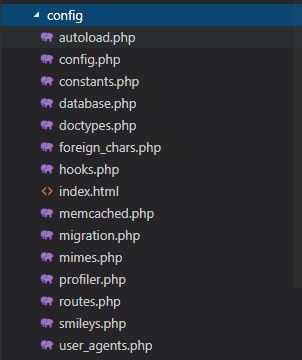 config
autoload.php
config.php
constants.php
database.php
doctypes.php
foreign_chars.php
hooks.php
index.html
memcached.php
migration.php
mimes.php
profiler.php
routes.php
smileys.php
user_agents.php